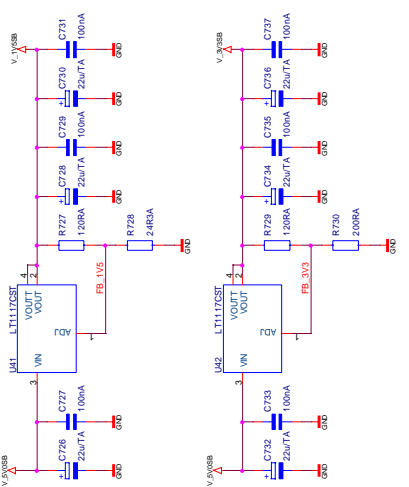 V_5V0SB
C726
22u/TA
GND
C727
100nA
GND
U41
LT1117CST
3
VIN
ADJ
1
VOUTT
VOUT
4
2
FB_1V5
R727
120RA
R728
24R3A
GND
C728
22u/TA
GND
C729
100nA
GND
C730
22u/TA
GND
C731
100nA
GND
V_1V5SB
V_5V0SB
C732
22u/TA
GND
C733
100nA
GND
U42
LT1117CST
3
VIN
ADJ
1
VOUTT
VOUT
4
2
FB_3V3
R729
120RA
R730
200RA
GND
C734
22u/TA
GND
C735
100nA
GND
C736
22u/TA
GND
C737
100nA
GND
V_3V3SB